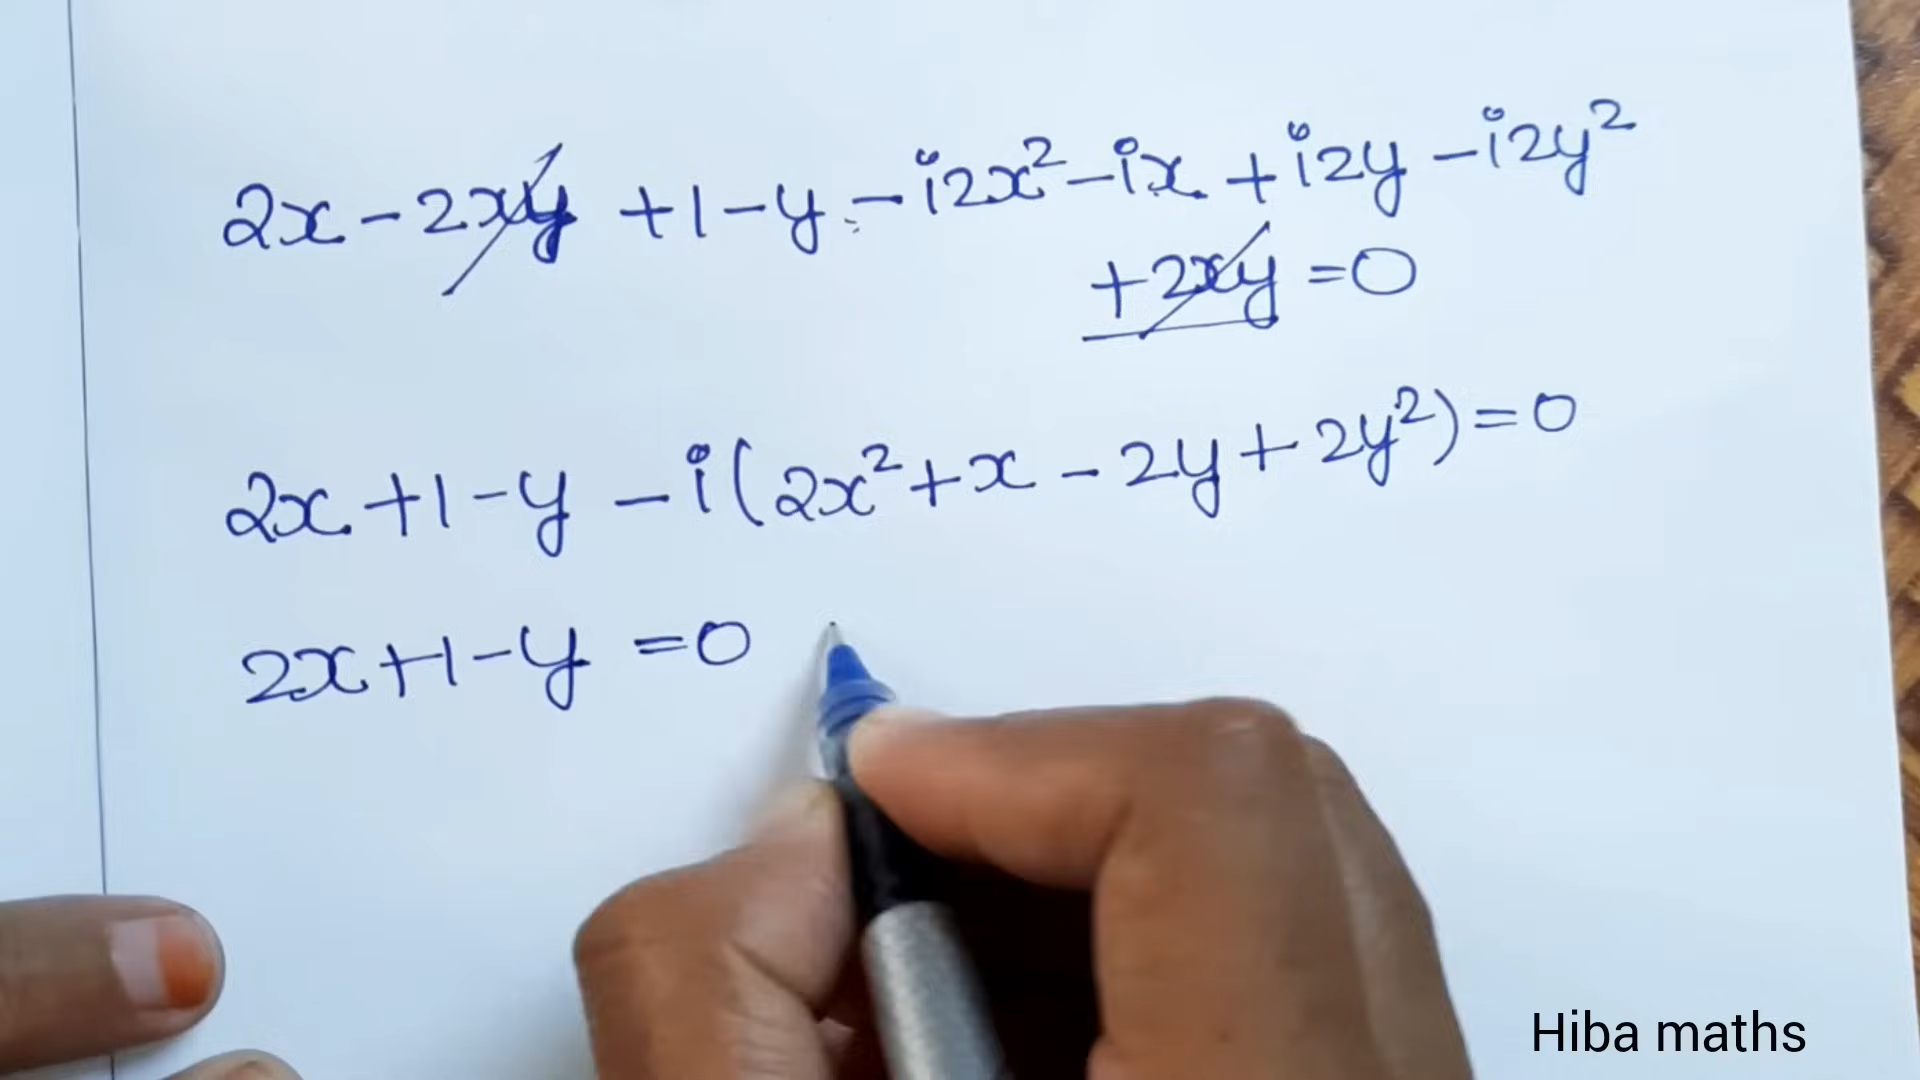 2x - 2xy + 1 - y - i2x² - ix + i2y - i2y²
+ 2xy = 0
2x + 1 - y - i(2x² + x - 2y + 2y²) = 0
2x + 1 - y = 0
Hiba maths